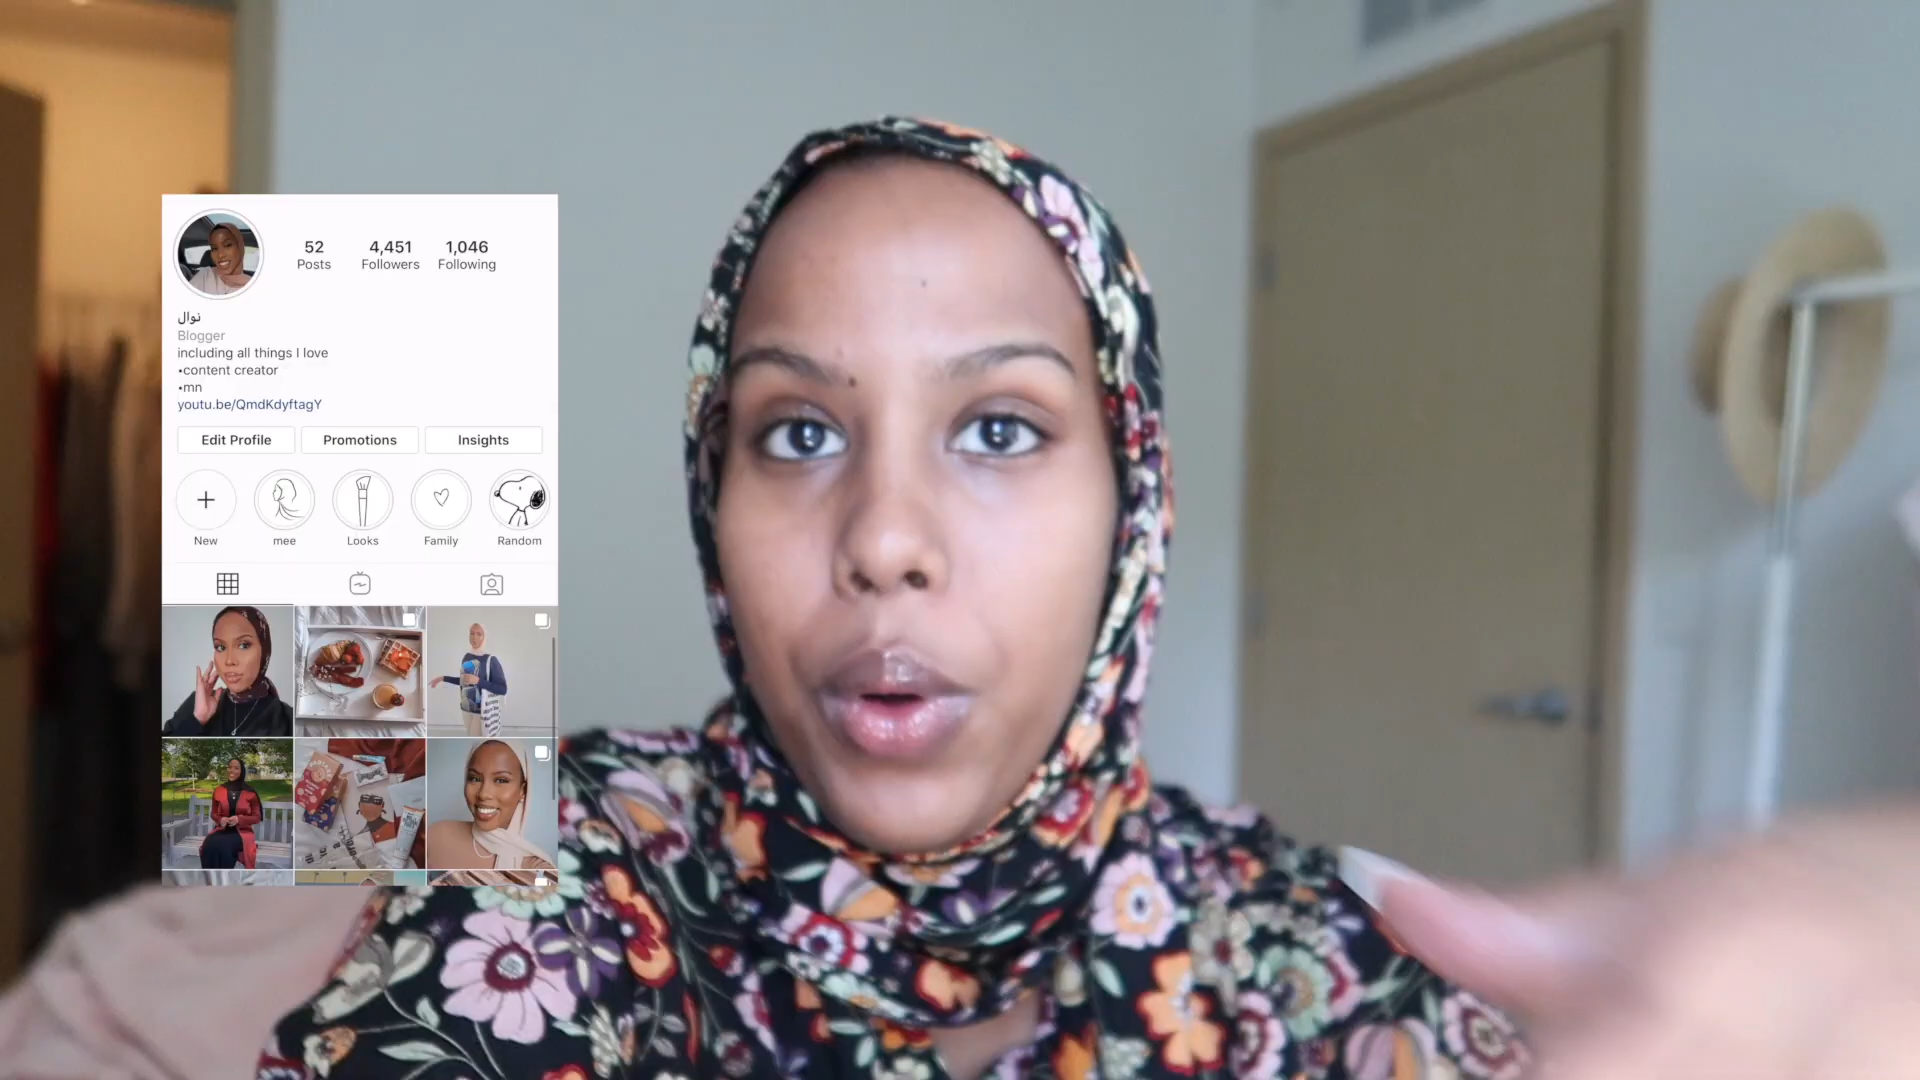 52 4,451 1,046
Posts Followers Following
نوال
Blogger
including all things I love
•content creator
•mn
youtu.be/QmdKdyftagY
Edit Profile Promotions Insights
New mee Looks Family Random